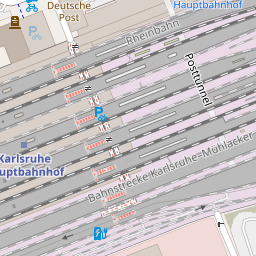 Deutsche
Post
Hauptbahnhof
Rheinbahn
Posttunnel
Karlsruhe
uptbahnhof
Bahnstrecke Karlsruhe–Mühlacker